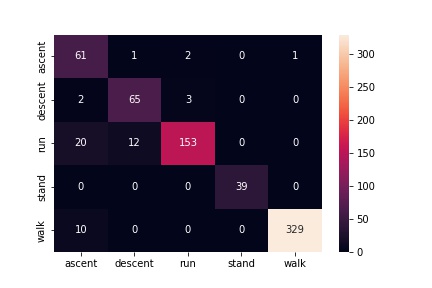 ascent 61 1 2 0 1
descent 2 65 3 0 0
run 20 12 153 0 0
stand 0 0 0 39 0
walk 10 0 0 0 329
ascent descent run stand walk
300
250
200
150
100
50
0